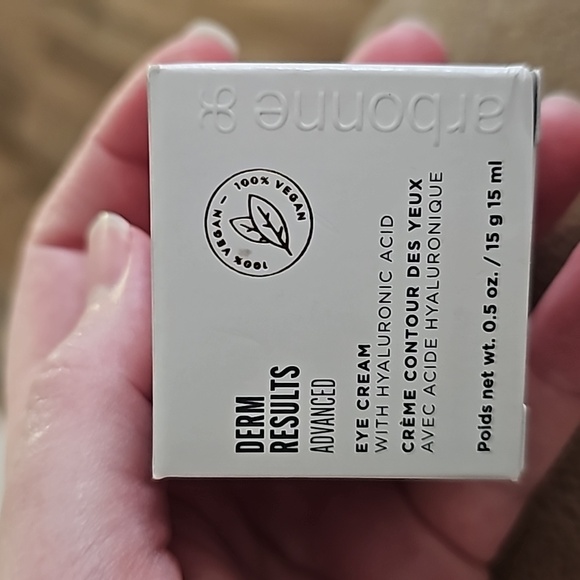 arbonne
100% VEGAN – 100% VEGAN –
DERM
RESULTS
ADVANCED
EYE CREAM
WITH HYALURONIC ACID
CRÈME CONTOUR DES YEUX
AVEC ACIDE HYALURONIQUE
Poids net wt. 0.5 oz. / 15 g 15 ml